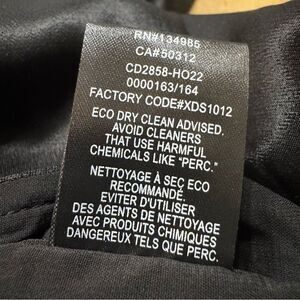 RN#134985
CA#50312
CD2858-HO22
0000163/164
FACTORY CODE#XDS1012
ECO DRY CLEAN ADVISED.
AVOID CLEANERS
THAT USE HARMFUL
CHEMICALS LIKE "PERC."
NETTOYAGE À SEC ECO
RECOMMANDÉ.
EVITER D'UTILISER
DES AGENTS DE NETTOYAGE
AVEC PRODUITS CHIMIQUES
DANGEREUX TELS QUE PERC.